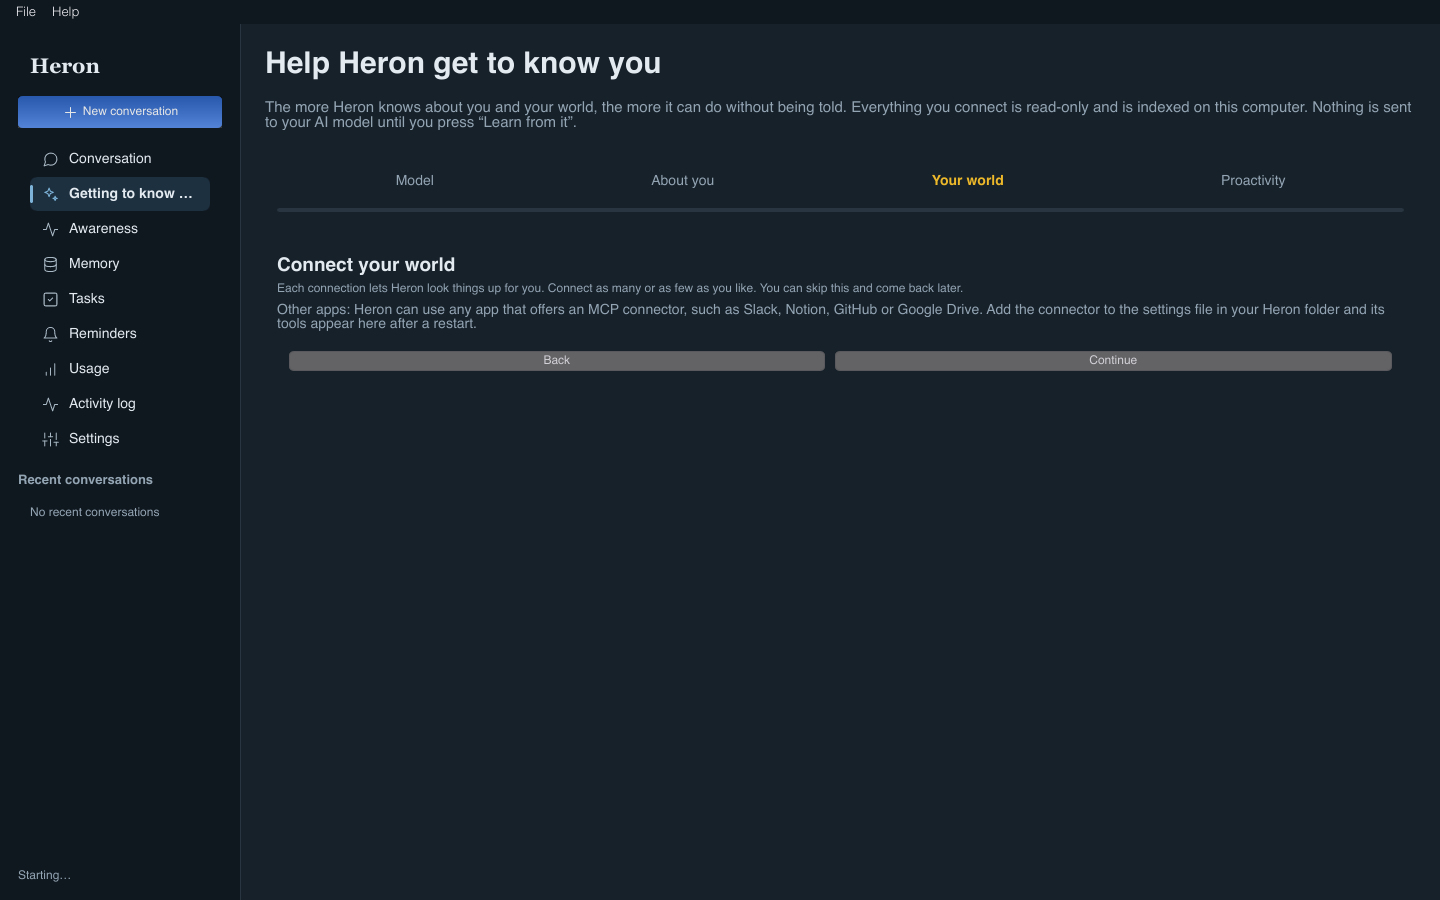 File Help
Heron
New conversation
Conversation
Getting to know ...
Awareness
Memory
Tasks
Reminders
Usage
Activity log
Settings
Recent conversations
No recent conversations
Starting...
Help Heron get to know you
The more Heron knows about you and your world, the more it can do without being told. Everything you connect is read-only and is indexed on this computer. Nothing is sent
to your AI model until you press “Learn from it”.
Model About you Your world Proactivity
Connect your world
Each connection lets Heron look things up for you. Connect as many or as few as you like. You can skip this and come back later.
Other apps: Heron can use any app that offers an MCP connector, such as Slack, Notion, GitHub or Google Drive. Add the connector to the settings file in your Heron folder and its
tools appear here after a restart.
Back Continue